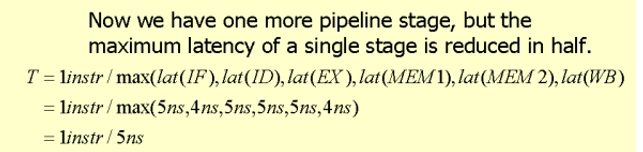 Now we have one more pipeline stage, but the
maximum latency of a single stage is reduced in half.
T = 1instr / max(lat(IF), lat(ID), lat(EX), lat(MEM1), lat(MEM 2), lat(WB)
= 1instr / max(5ns,4ns,5ns,5ns,5ns,4ns)
= 1instr / 5ns